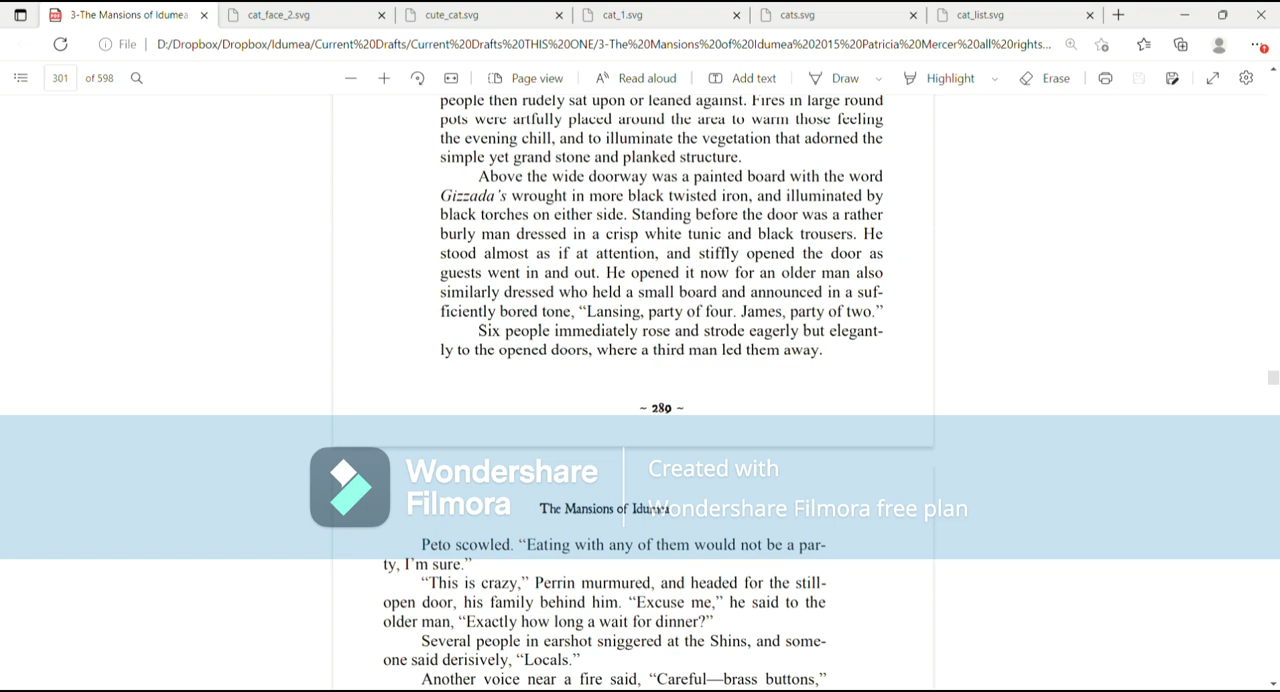 3-The Mansions of Idumea
cat_face_2.svg
cute_cat.svg
cat_1.svg
cats.svg
cat_list.svg
File
D:/Dropbox/Dropbox/Idumea/Current%20Drafts/Current%20Drafts%20THIS%20ONE/3-The%20Mansions%20of%20Idumea%202015%20Patricia%20Mercer%20all%20rights...
301 of 598
Page view
Read aloud
Add text
Draw
Highlight
Erase
people then rudely sat upon or leaned against. Fires in large round
pots were artfully placed around the area to warm those feeling
the evening chill, and to illuminate the vegetation that adorned the
simple yet grand stone and planked structure.
Above the wide doorway was a painted board with the word
Gizzada's wrought in more black twisted iron, and illuminated by
black torches on either side. Standing before the door was a rather
burly man dressed in a crisp white tunic and black trousers. He
stood almost as if at attention, and stiffly opened the door as
guests went in and out. He opened it now for an older man also
similarly dressed who held a small board and announced in a suf-
ficiently bored tone, “Lansing, party of four. James, party of two.”
Six people immediately rose and strode eagerly but elegant-
ly to the opened doors, where a third man led them away.
~ 289 ~
Wondershare
Filmora
Created with
Wondershare Filmora free plan
The Mansions of Idumea
Peto scowled. “Eating with any of them would not be a par-
ty, I’m sure.”
“This is crazy,” Perrin murmured, and headed for the still-
open door, his family behind him. “Excuse me,” he said to the
older man, “Exactly how long a wait for dinner?”
Several people in earshot sniggered at the Shins, and some-
one said derisively, “Locals.”
Another voice near a fire said, “Careful—brass buttons,”